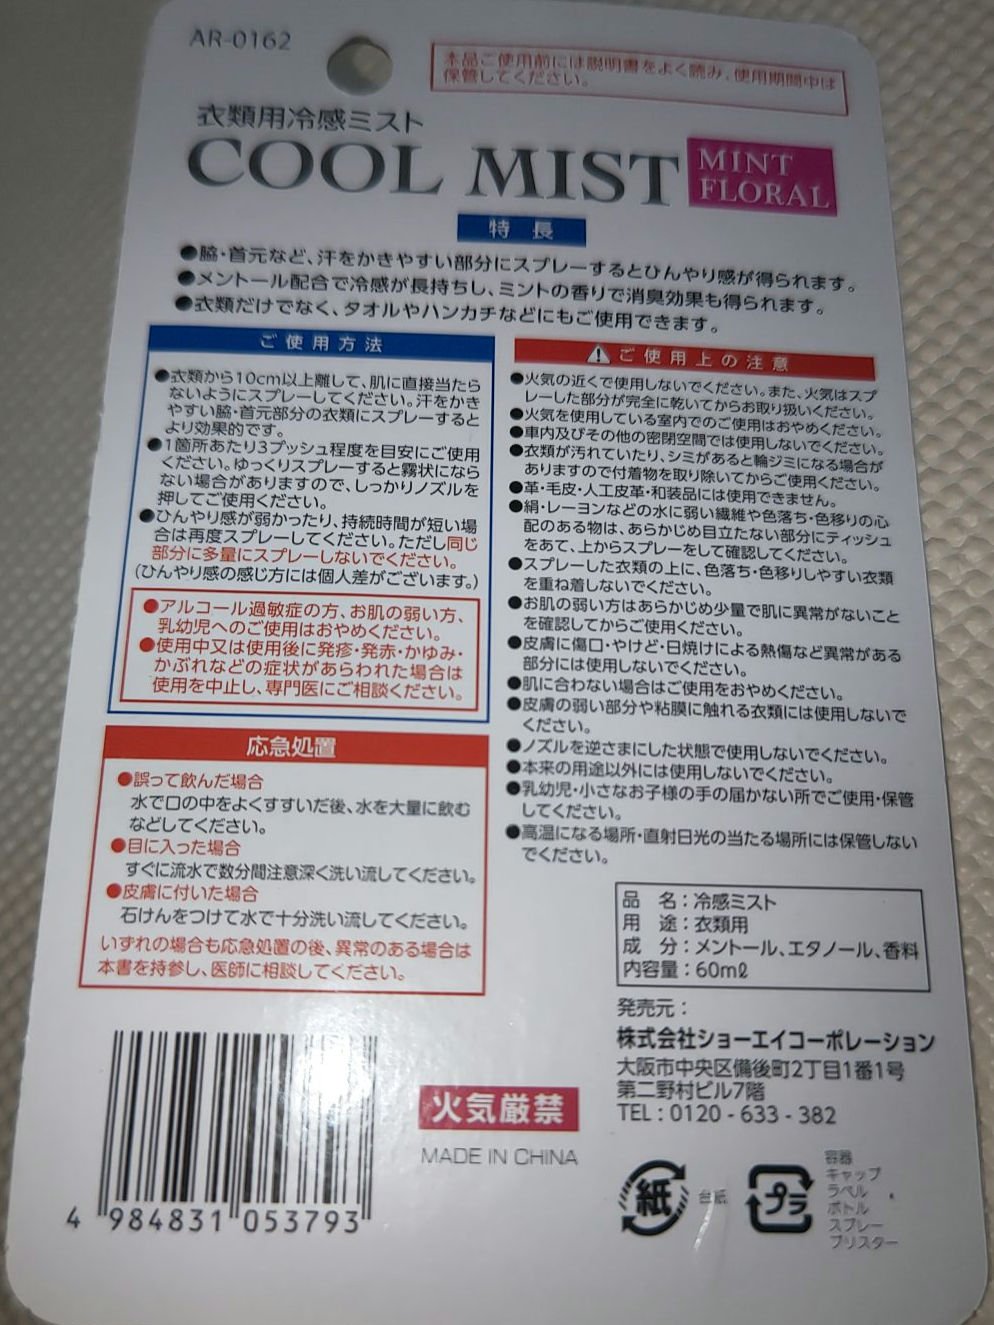 AR-0162
本品ご使用前には説明書をよく読み、使用期間中は
保管してください。
衣類用冷感ミスト
COOL MIST
MINT
FLORAL
特長
●脇・首元など、汗をかきやすい部分にスプレーするとひんやり感が得られます。
●メントール配合で冷感が長持ちし、ミントの香りで消臭効果も得られます。
●衣類だけでなく、タオルやハンカチなどにもご使用できます。
ご使用方法
●衣類から10cm以上離して、肌に直接当たら
ないようにスプレーしてください。汗をかき
やすい脇・首元部分の衣類にスプレーすると
より効果的です。
●1箇所あたり3プッシュ程度を目安にご使用
ください。ゆっくりスプレーすると霧状になら
ない場合がありますので、しっかりノズルを
押してご使用ください。
●ひんやり感が弱かったり、持続時間が短い場
合は再度スプレーしてください。ただし同じ
部分に多量にスプレーしないでください。
(ひんやり感の感じ方には個人差がございます。)
●アルコール過敏症の方、お肌の弱い方、
乳幼児へのご使用はおやめください。
●使用中又は使用後に発疹・発赤・かゆみ・
かぶれなどの症状があらわれた場合は
使用を中止し、専門医にご相談ください。
応急処置
●誤って飲んだ場合
水で口の中をよくすすいだ後、水を大量に飲む
などしてください。
●目に入った場合
すぐに流水で数分間注意深く洗い流してください。
●皮膚に付いた場合
石けんをつけて水で十分洗い流してください。
いずれの場合も応急処置の後、異常のある場合は
本書を持参し、医師に相談してください。
ご使用上の注意
●火気の近くで使用しないでください。また、火気はスプ
レーした部分が完全に乾いてからお取り扱いください。
●火気を使用している室内でのご使用はおやめください。
●車内及びその他の密閉空間では使用しないでください。
●衣類が汚れていたり、シミがあると輪ジミになる場合が
ありますので付着物を取り除いてからご使用ください。
●革・毛皮・人工皮革・和装品には使用できません。
●絹・レーヨンなどの水に弱い繊維や色落ち・色移りの心
配のある物は、あらかじめ目立たない部分にティッシュ
をあて、上からスプレーをして確認してください。
●スプレーした衣類の上に、色落ち・色移りしやすい衣類
を重ね着しないでください。
●お肌の弱い方はあらかじめ少量で肌に異常がないこと
を確認してからご使用ください。
●皮膚に傷口・やけど・日焼けによる熱傷など異常がある
部分には使用しないでください。
●肌に合わない場合はご使用をおやめください。
●皮膚の弱い部分や粘膜に触れる衣類には使用しないで
ください。
●ノズルを逆さまにした状態で使用しないでください。
●本来の用途以外には使用しないでください。
●乳幼児・小さなお子様の手の届かない所でご使用・保管
してください。
●高温になる場所・直射日光の当たる場所には保管しない
でください。
品 名：冷感ミスト
用 途：衣類用
成 分：メントール、エタノール、香料
内容量：60mℓ
発売元：
株式会社ショーエイコーポレーション
大阪市中央区備後町2丁目1番1号
第二野村ビル7階
TEL：0120-633-382
火気厳禁
MADE IN CHINA
4 984831 053793
紙
台紙
プラ
容器
キャップ
ラベル
ボトル
スプレー
ブリスター